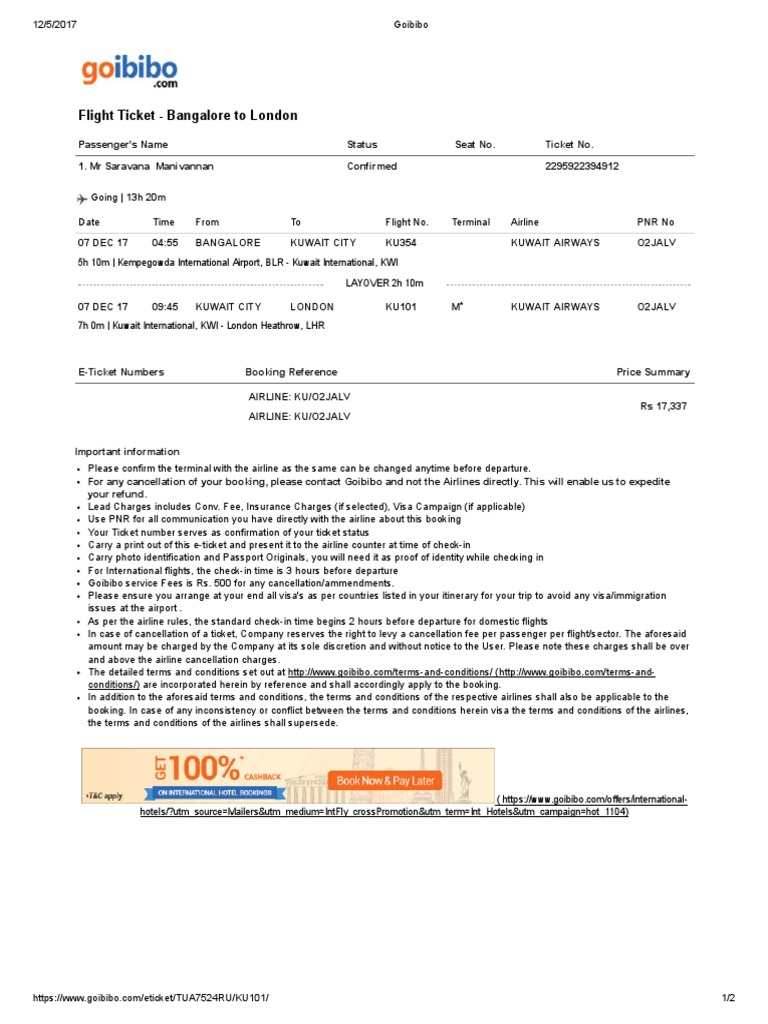 12/5/2017 Goibibo
goibibo
.com
Flight Ticket - Bangalore to London
Passenger's Name Status Seat No. Ticket No.
1. Mr Saravana Manivannan Confirmed 2295922394912
Going | 13h 20m
Date Time From To Flight No. Terminal Airline PNR No
07 DEC 17 04:55 BANGALORE KUWAIT CITY KU354 KUWAIT AIRWAYS O2JALV
5h 10m | Kempegowda International Airport, BLR - Kuwait International, KWI
LAYOVER 2h 10m
07 DEC 17 09:45 KUWAIT CITY LONDON KU101 M* KUWAIT AIRWAYS O2JALV
7h 0m | Kuwait International, KWI - London Heathrow, LHR
E-Ticket Numbers Booking Reference Price Summary
AIRLINE: KU/O2JALV
Rs 17,337
AIRLINE: KU/O2JALV
Important information
• Please confirm the terminal with the airline as the same can be changed anytime before departure.
• For any cancellation of your booking, please contact Goibibo and not the Airlines directly. This will enable us to expedite
your refund.
• Lead Charges includes Conv. Fee, Insurance Charges (if selected), Visa Campaign (if applicable)
• Use PNR for all communication you have directly with the airline about this booking
• Your Ticket number serves as confirmation of your ticket status
• Carry a print out of this e-ticket and present it to the airline counter at time of check-in
• Carry photo identification and Passport Originals, you will need it as proof of identity while checking in
• For International flights, the check-in time is 3 hours before departure
• Goibibo service Fees is Rs. 500 for any cancellation/ammendments.
• Please ensure you arrange at your end all visa's as per countries listed in your itinerary for your trip to avoid any visa/immigration
issues at the airport .
• As per the airline rules, the standard check-in time begins 2 hours before departure for domestic flights
• In case of cancellation of a ticket, Company reserves the right to levy a cancellation fee per passenger per flight/sector. The aforesaid
amount may be charged by the Company at its sole discretion and without notice to the User. Please note these charges shall be over
and above the airline cancellation charges.
• The detailed terms and conditions set out at http://www.goibibo.com/terms-and-conditions/ (http://www.goibibo.com/terms-and-
conditions/) are incorporated herein by reference and shall accordingly apply to the booking.
• In addition to the aforesaid terms and conditions, the terms and conditions of the respective airlines shall also be applicable to the
booking. In case of any inconsistency or conflict between the terms and conditions herein visa the terms and conditions of the airlines,
the terms and conditions of the airlines shall supersede.
GET 100%* CASHBACK
ON INTERNATIONAL HOTEL BOOKINGS
Book Now & Pay Later
*T&C apply
( https://www.goibibo.com/offers/international-
hotels/?utm_source=Mailers&utm_medium=IntFly_crossPromotion&utm_term=Int_Hotels&utm_campaign=hot_1104)
https://www.goibibo.com/eticket/TUA7524RU/KU101/ 1/2